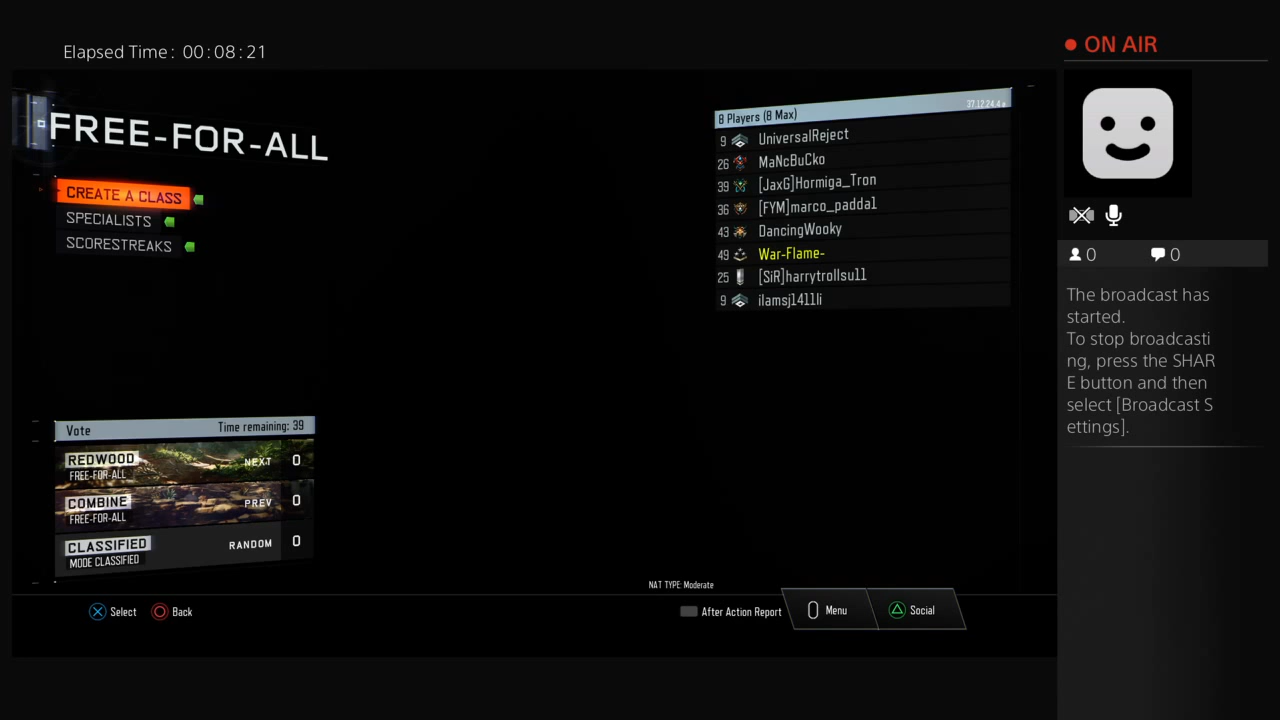 Elapsed Time: 00:08:21
ON AIR
FREE-FOR-ALL
CREATE A CLASS
SPECIALISTS
SCORESTREAKS
8 Players (8 Max)
9 UniversalReject
26 MaNcBuCko
39 [JaxG]Hormiga_Tron
36 [FYM]marco_padda1
43 DancingWooky
49 War-Flame-
25 [SiR]harrytrollsu11
9 ilamsj1411li
0 0
The broadcast has
started.
To stop broadcasti
ng, press the SHAR
E button and then
select [Broadcast S
ettings].
Vote Time remaining: 39
REDWOOD NEXT 0
FREE-FOR-ALL
COMBINE PREV 0
FREE-FOR-ALL
CLASSIFIED RANDOM 0
MODE CLASSIFIED
NAT TYPE: Moderate
Select Back After Action Report Menu Social